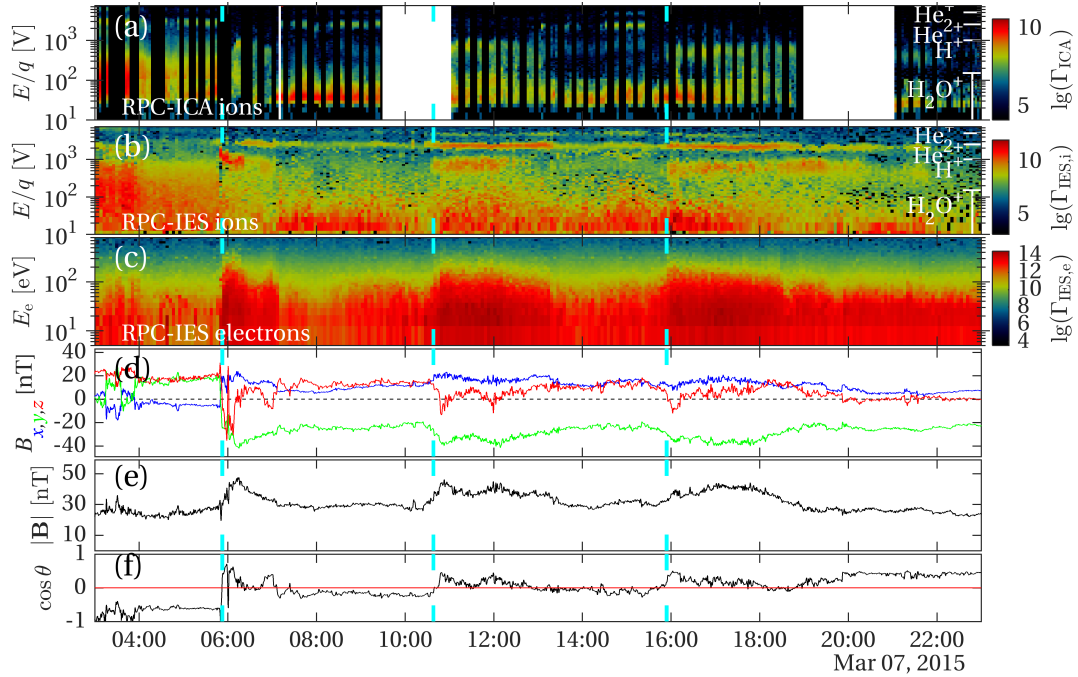 (a)
E/q [V]
10³
10²
10¹
RPC-ICA ions
He⁺
He²⁺
H⁺
H₂O⁺
10
5
lg(Γ_ICA)
(b)
E/q [V]
10³
10²
10¹
RPC-IES ions
He⁺
He²⁺
H⁺
H₂O⁺
10
5
lg(Γ_IES,i)
(c)
E_e [eV]
10²
10¹
RPC-IES electrons
14
12
10
8
6
4
lg(Γ_IES,e)
(d)
B_x,y,z [nT]
40
20
0
-20
-40
(e)
|B| [nT]
50
30
10
(f)
cos θ
1
0
-1
04:00 06:00 08:00 10:00 12:00 14:00 16:00 18:00 20:00 22:00
Mar 07, 2015